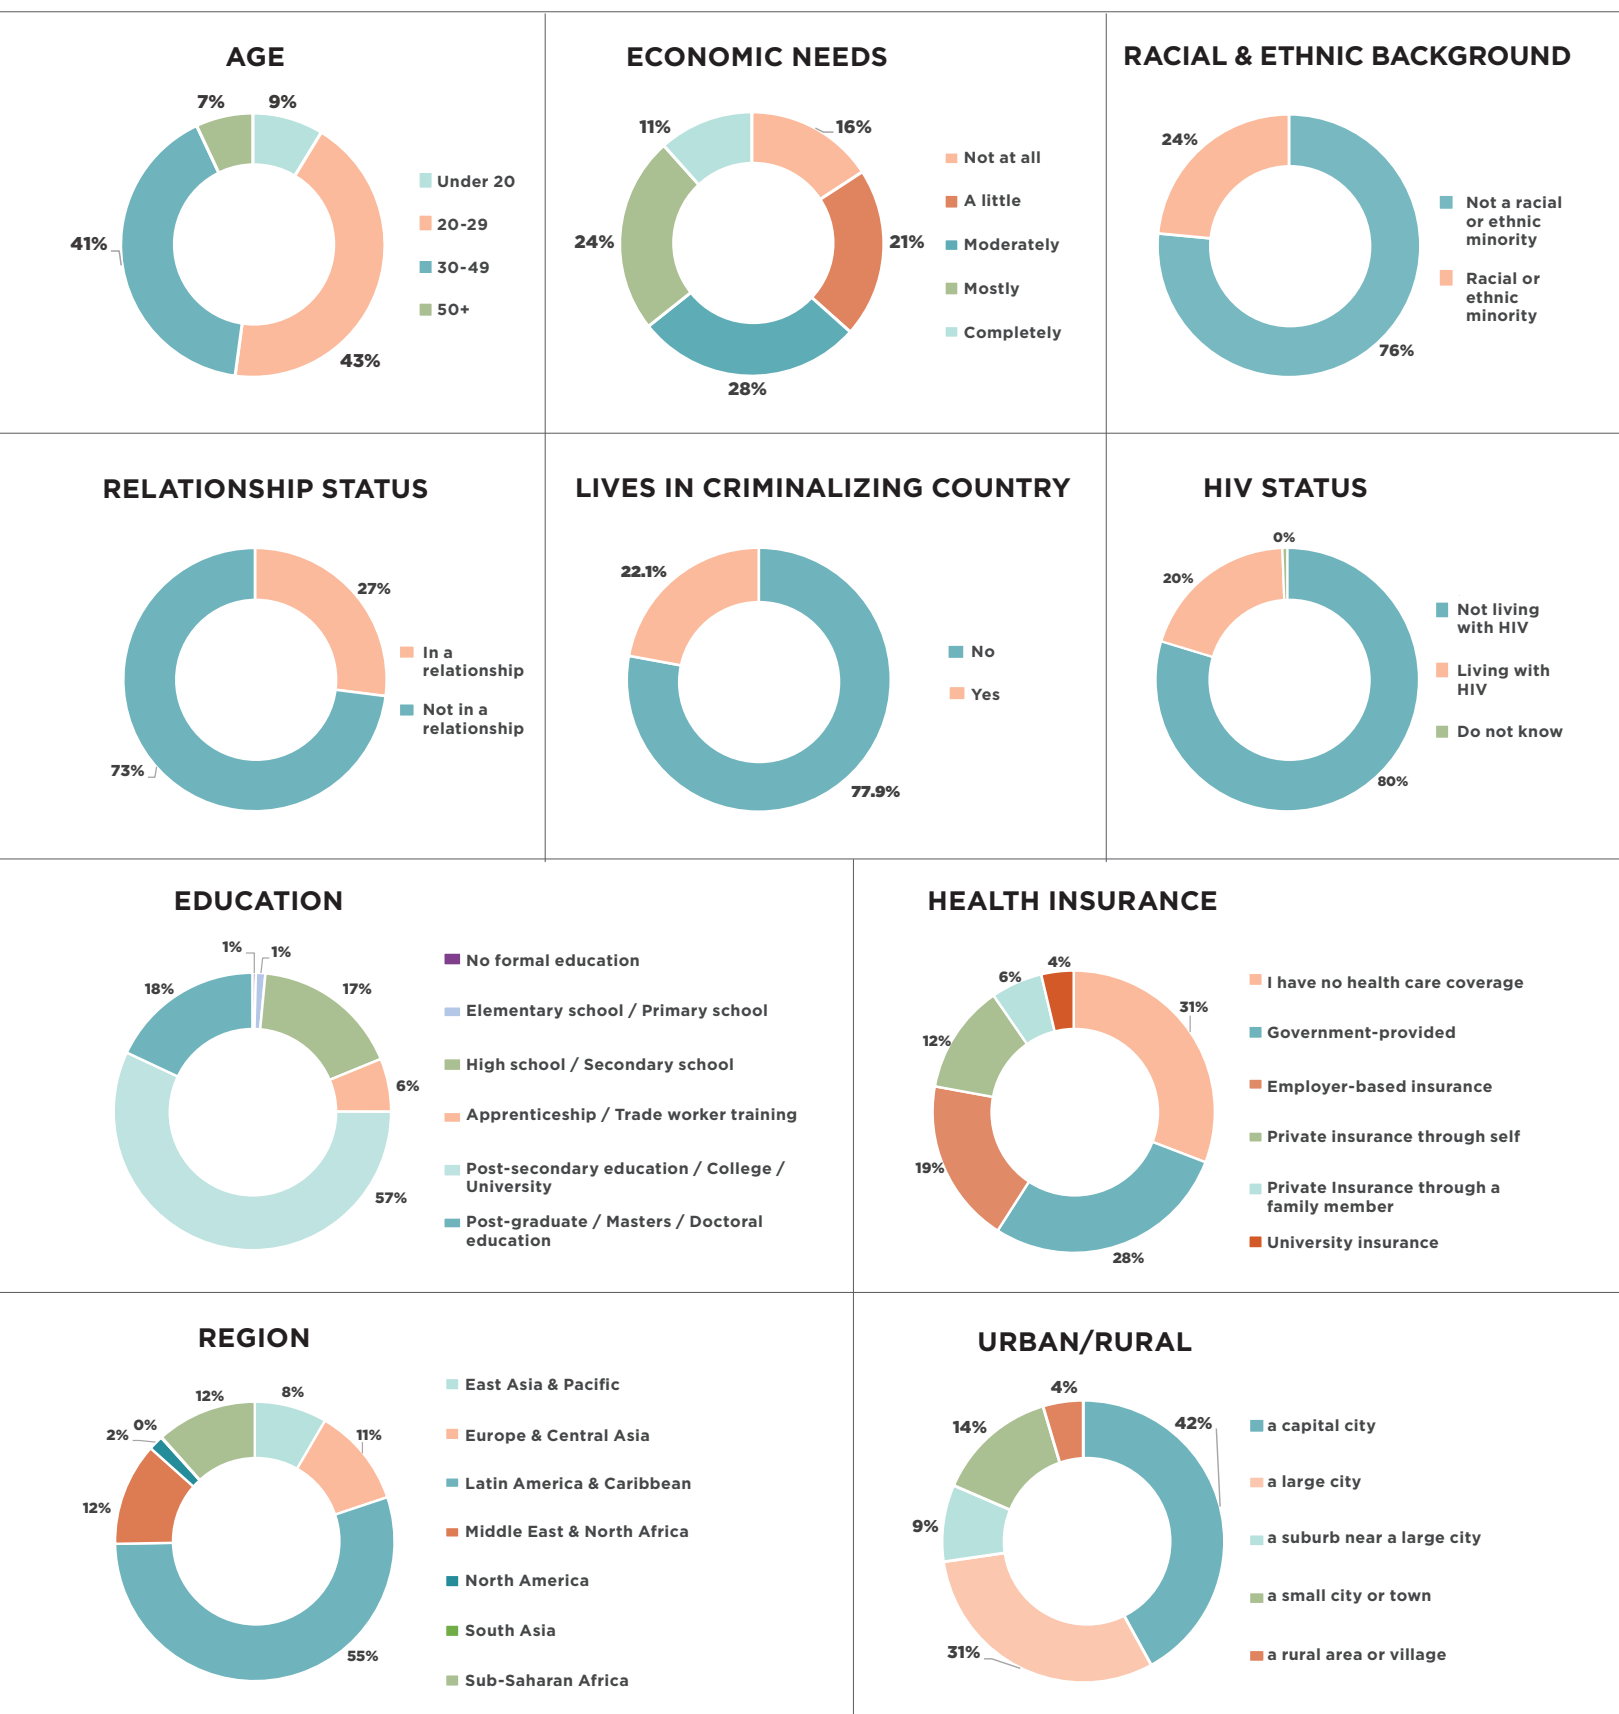 AGE
7%
9%
41%
43%
Under 20
20-29
30-49
50+
ECONOMIC NEEDS
11%
16%
24%
21%
28%
Not at all
A little
Moderately
Mostly
Completely
RACIAL & ETHNIC BACKGROUND
24%
76%
Not a racial
or ethnic
minority
Racial or
ethnic
minority
RELATIONSHIP STATUS
27%
73%
In a
relationship
Not in a
relationship
LIVES IN CRIMINALIZING COUNTRY
22.1%
77.9%
No
Yes
HIV STATUS
0%
20%
80%
Not living
with HIV
Living with
HIV
Do not know
EDUCATION
1%
1%
18%
17%
6%
57%
No formal education
Elementary school / Primary school
High school / Secondary school
Apprenticeship / Trade worker training
Post-secondary education / College /
University
Post-graduate / Masters / Doctoral
education
HEALTH INSURANCE
4%
6%
31%
12%
19%
28%
I have no health care coverage
Government-provided
Employer-based insurance
Private insurance through self
Private Insurance through a
family member
University insurance
REGION
12%
8%
0%
2%
11%
12%
55%
East Asia & Pacific
Europe & Central Asia
Latin America & Caribbean
Middle East & North Africa
North America
South Asia
Sub-Saharan Africa
URBAN/RURAL
4%
14%
42%
9%
31%
a capital city
a large city
a suburb near a large city
a small city or town
a rural area or village